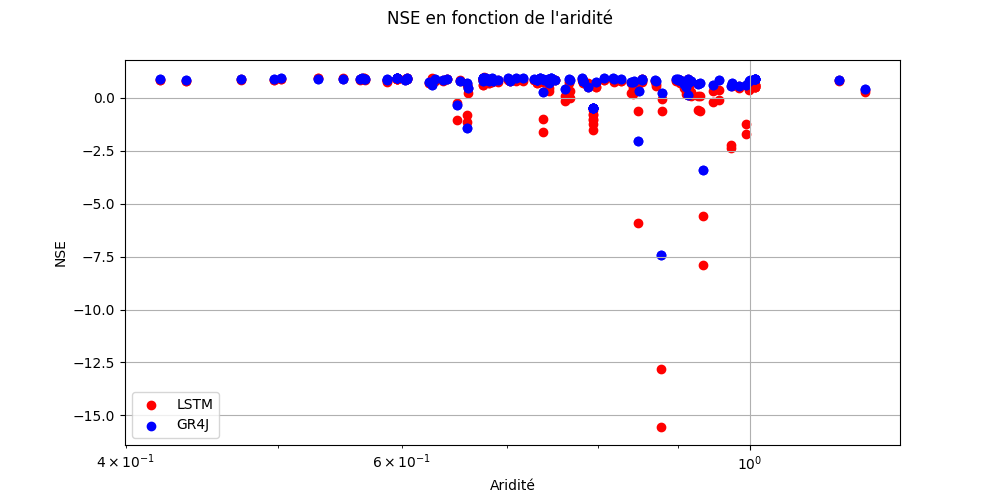 NSE en fonction de l'aridité
0.0
−2.5
−5.0
−7.5
−10.0
−12.5
−15.0
NSE
LSTM
GR4J
4 × 10⁻¹
6 × 10⁻¹
10⁰
Aridité